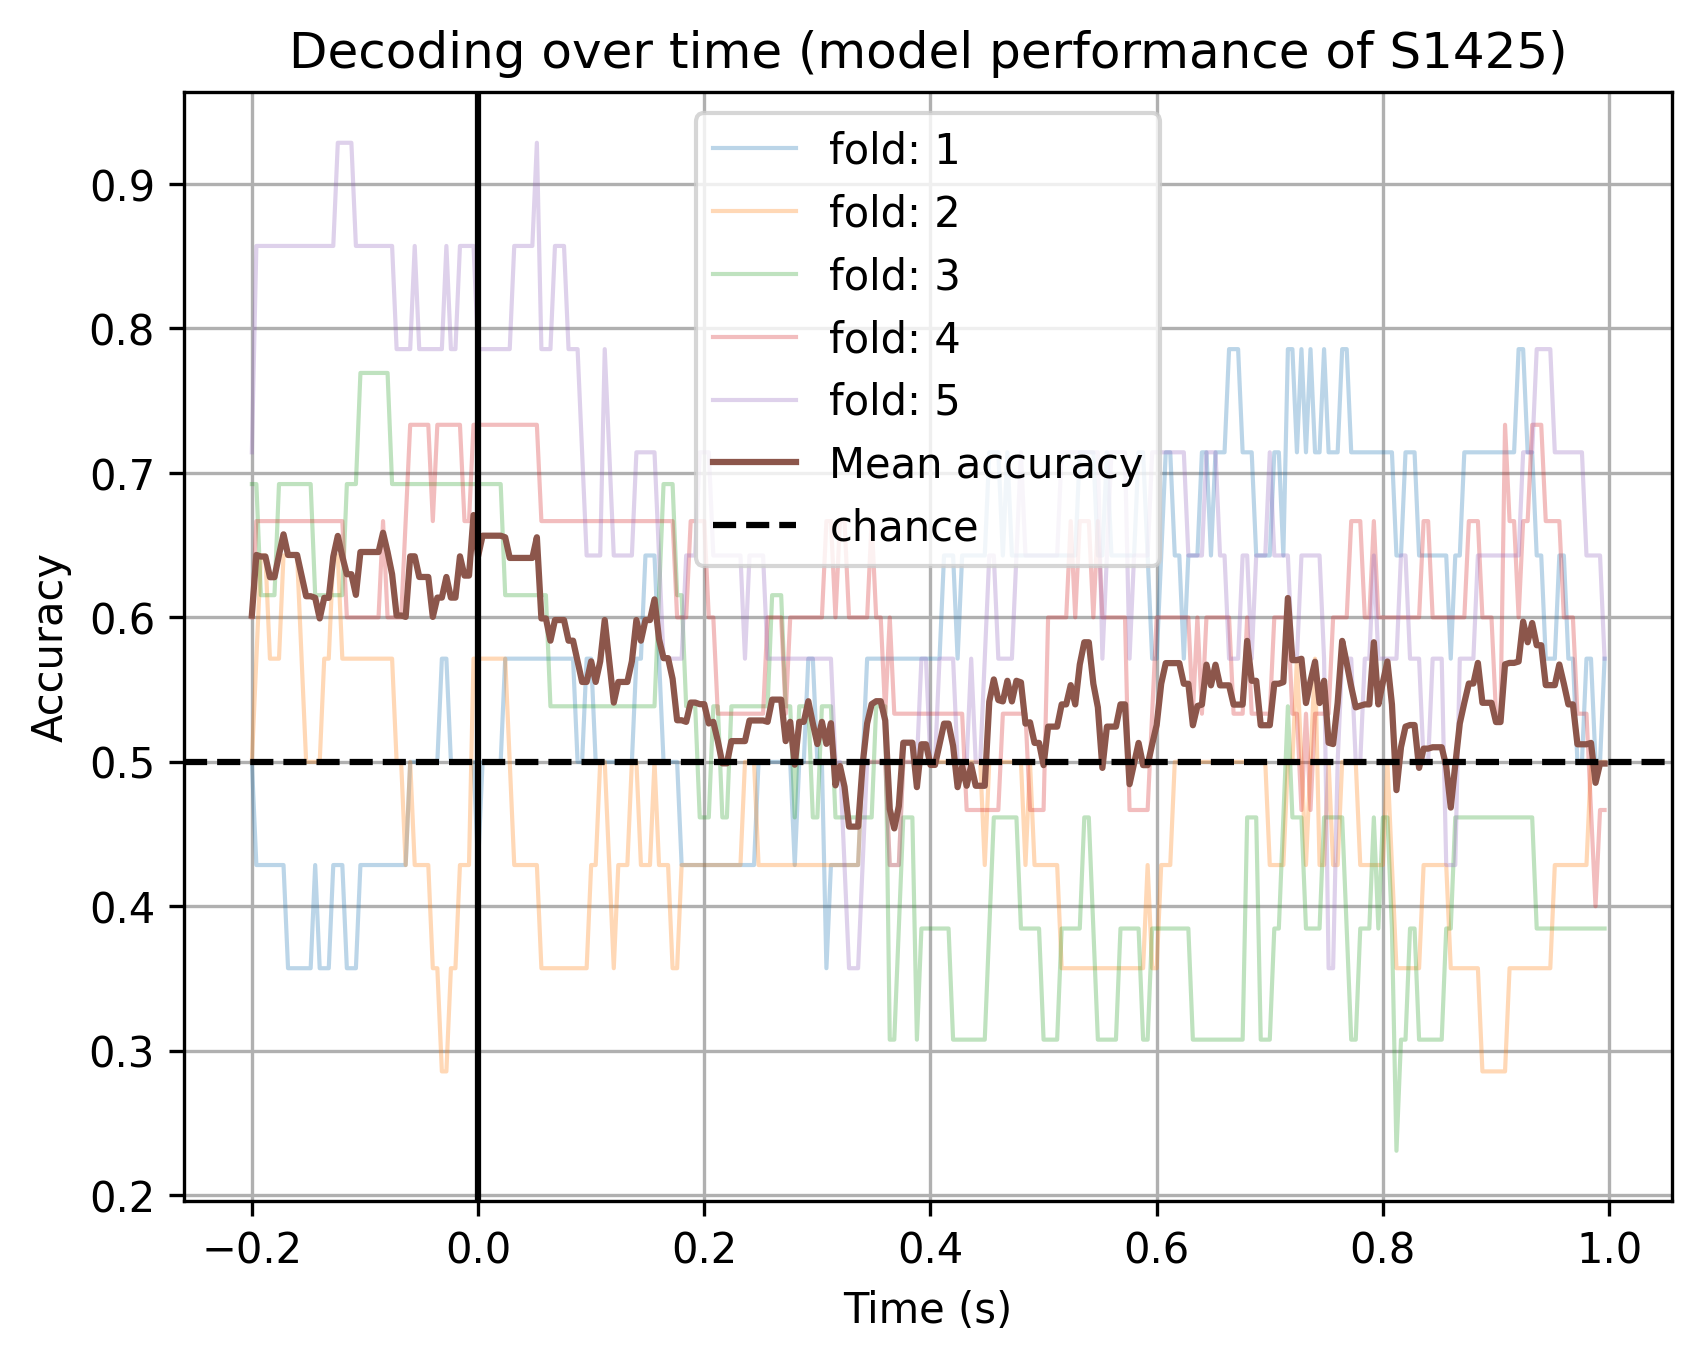 Decoding over time (model performance of S1425)
fold: 1
fold: 2
fold: 3
fold: 4
fold: 5
Mean accuracy
chance
Accuracy
0.9
0.8
0.7
0.6
0.5
0.4
0.3
0.2
−0.2
0.0
0.2
0.4
0.6
0.8
1.0
Time (s)